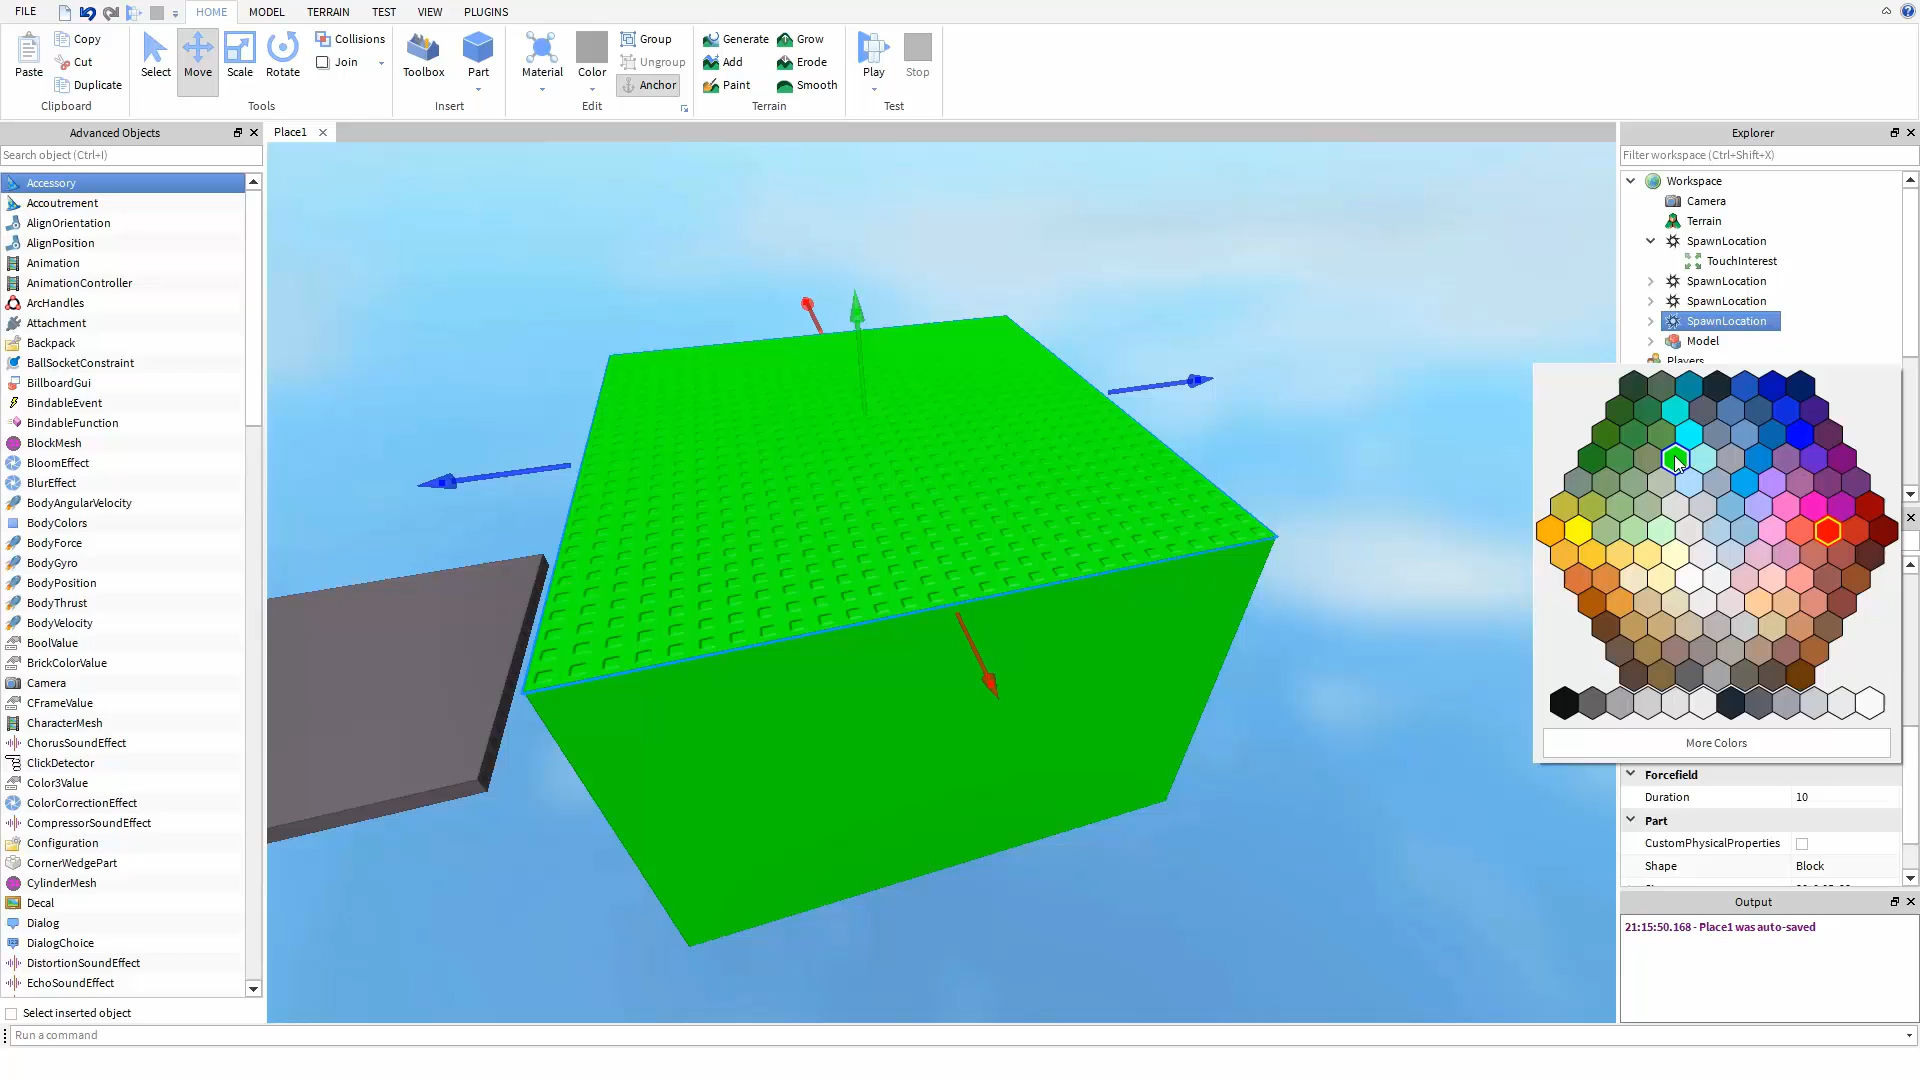 FILE HOME MODEL TERRAIN TEST VIEW PLUGINS
Copy Collisions Group Generate Grow
Cut Join Ungroup Add Erode
Paste Select Move Scale Rotate Toolbox Part Material Color Play Stop
Duplicate Anchor Paint Smooth
Clipboard Tools Insert Edit Terrain Test
Advanced Objects
Search object (Ctrl+I)
Accessory
Accoutrement
AlignOrientation
AlignPosition
Animation
AnimationController
ArcHandles
Attachment
Backpack
BallSocketConstraint
BillboardGui
BindableEvent
BindableFunction
BlockMesh
BloomEffect
BlurEffect
BodyAngularVelocity
BodyColors
BodyForce
BodyGyro
BodyPosition
BodyThrust
BodyVelocity
BoolValue
BrickColorValue
Camera
CFrameValue
CharacterMesh
ChorusSoundEffect
ClickDetector
Color3Value
ColorCorrectionEffect
CompressorSoundEffect
Configuration
CornerWedgePart
CylinderMesh
Decal
Dialog
DialogChoice
DistortionSoundEffect
EchoSoundEffect
Select inserted object
Run a command
Place1
Explorer
Filter workspace (Ctrl+Shift+X)
Workspace
Camera
Terrain
SpawnLocation
TouchInterest
SpawnLocation
SpawnLocation
SpawnLocation
Model
Players
More Colors
Forcefield
Duration 10
Part
CustomPhysicalProperties
Shape Block
Output
21:15:50.168 - Place1 was auto-saved